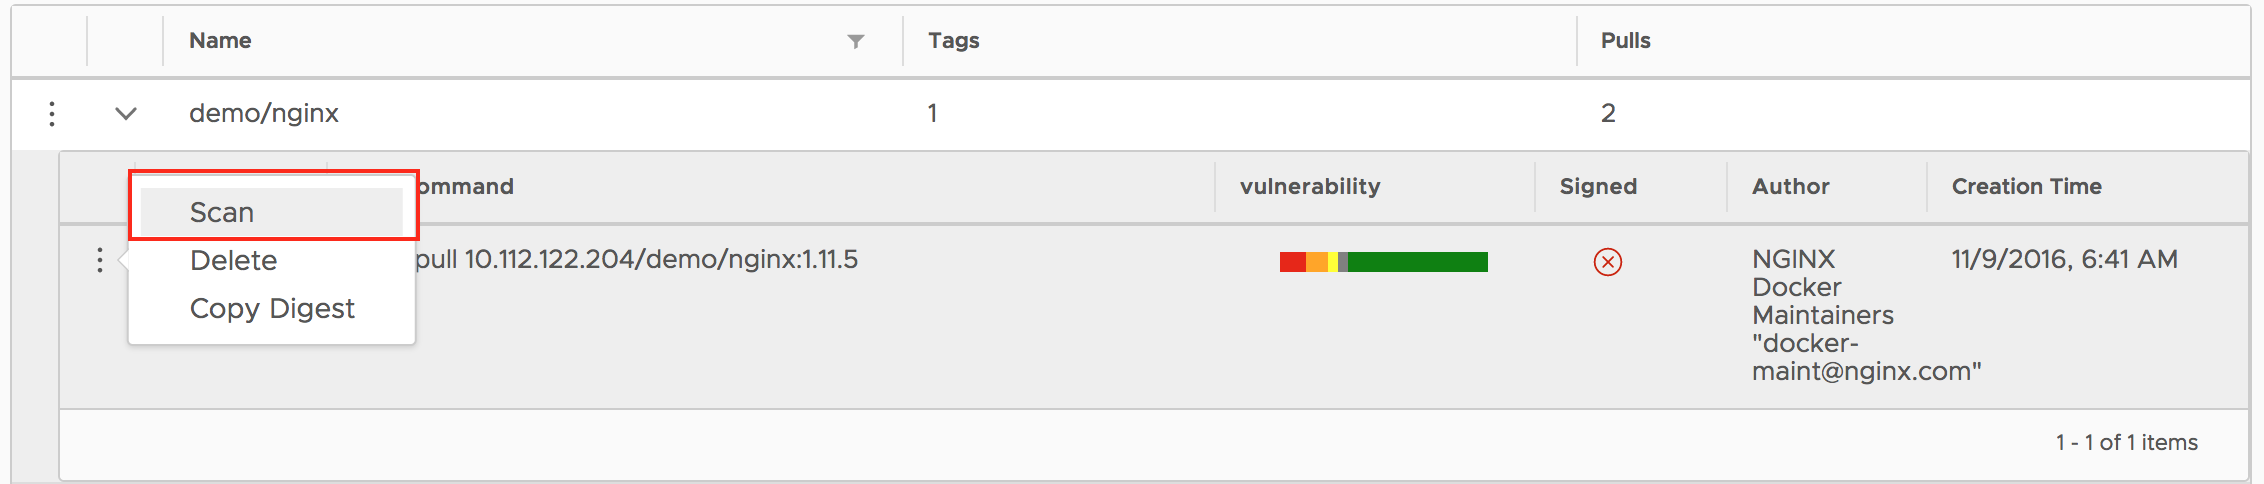 Name Tags Pulls
demo/nginx 1 2
ommand vulnerability Signed Author Creation Time
Scan
Delete
Copy Digest
pull 10.112.122.204/demo/nginx:1.11.5
NGINX
Docker
Maintainers
"docker-
maint@nginx.com"
11/9/2016, 6:41 AM
1 - 1 of 1 items